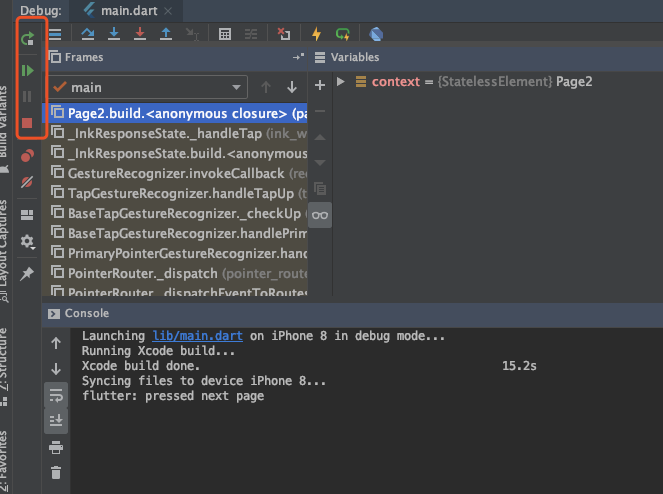 Debug:
main.dart
Frames
Variables
main
context = {StatelessElement} Page2
Page2.build.<anonymous closure> (pa
_InkResponseState._handleTap (ink_w
_InkResponseState.build.<anonymous
GestureRecognizer.invokeCallback (rec
TapGestureRecognizer.handleTapUp (t
BaseTapGestureRecognizer._checkUp (
BaseTapGestureRecognizer.handlePrim
PrimaryPointerGestureRecognizer.hand
PointerRouter._dispatch (pointer_route
PointerRouter._dispatchEventToRoutes
Console
Launching lib/main.dart on iPhone 8 in debug mode...
Running Xcode build...
Xcode build done. 15.2s
Syncing files to device iPhone 8...
flutter: pressed next page
Build Variants
Layout Captures
Z: Structure
2: Favorites